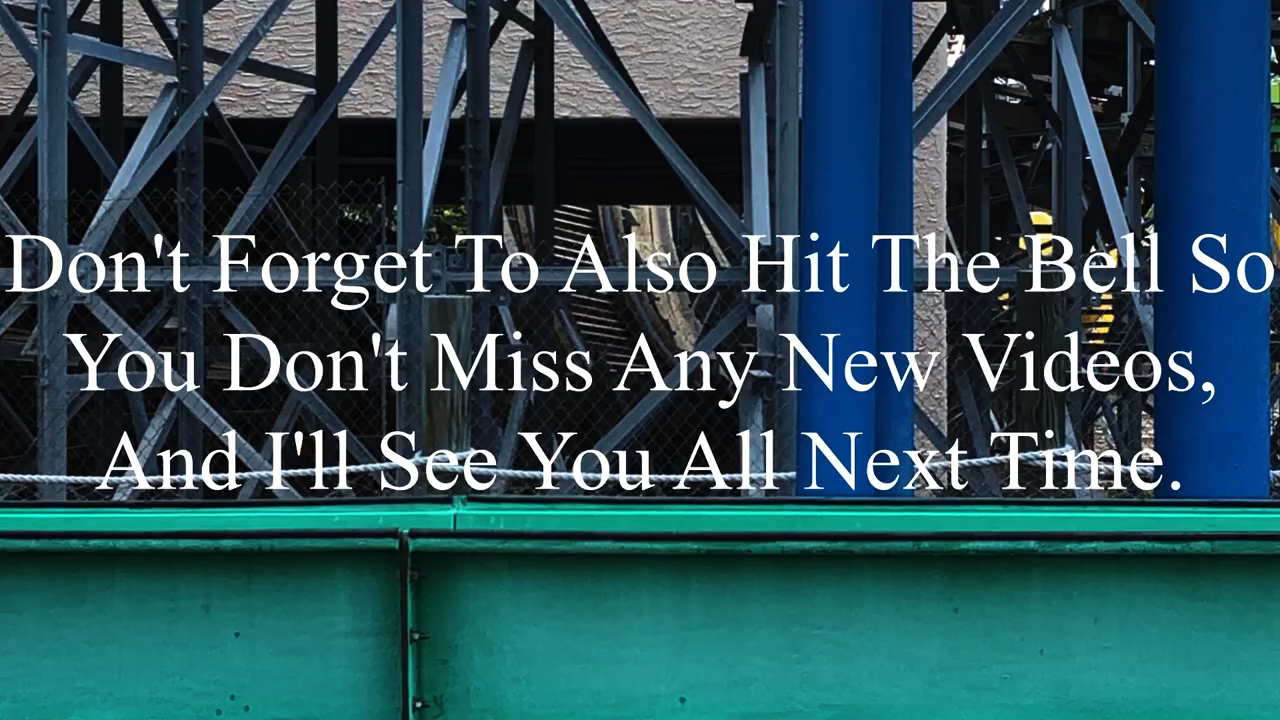 Don't Forget To Also Hit The Bell So
You Don't Miss Any New Videos,
And I'll See You All Next Time.